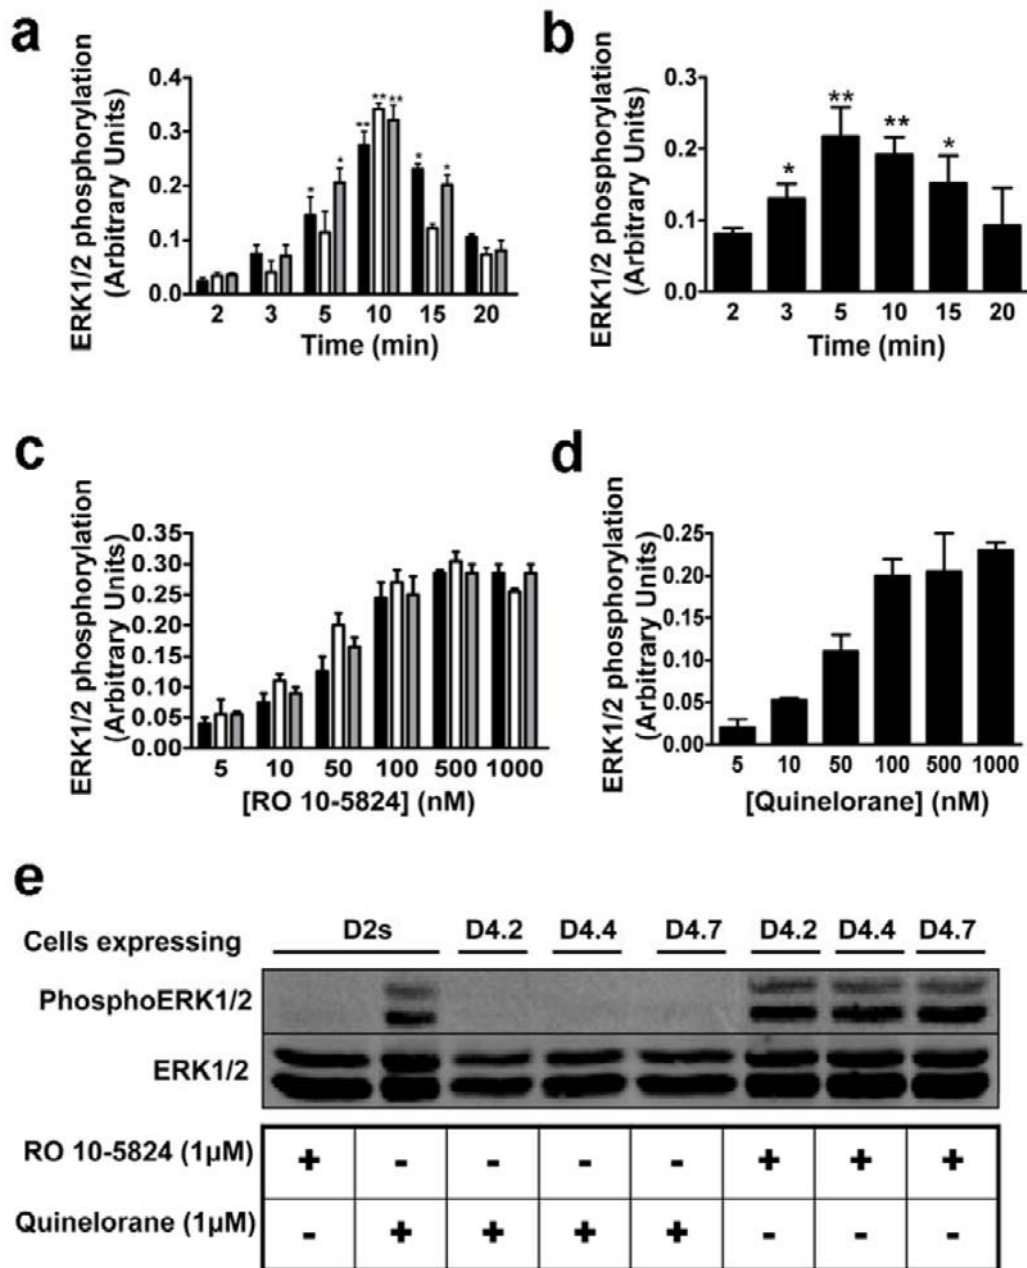 a
ERK1/2 phosphorylation
(Arbitrary Units)
0.4
0.3
0.2
0.1
0.0
* ** ** ** * * *
2 3 5 10 15 20
Time (min)
b
ERK1/2 phosphorylation
(Arbitrary Units)
0.3
0.2
0.1
0.0
* ** ** *
2 3 5 10 15 20
Time (min)
c
ERK1/2 phosphorylation
(Arbitrary Units)
0.35
0.30
0.25
0.20
0.15
0.10
0.05
0.00
5 10 50 100 500 1000
[RO 10-5824] (nM)
d
ERK1/2 phosphorylation
(Arbitrary Units)
0.25
0.20
0.15
0.10
0.05
0.00
5 10 50 100 500 1000
[Quinelorane] (nM)
e
Cells expressing D2s D4.2 D4.4 D4.7 D4.2 D4.4 D4.7
PhosphoERK1/2
ERK1/2
RO 10-5824 (1µM) + - - - - + + +
Quinelorane (1µM) - + + + + - - -